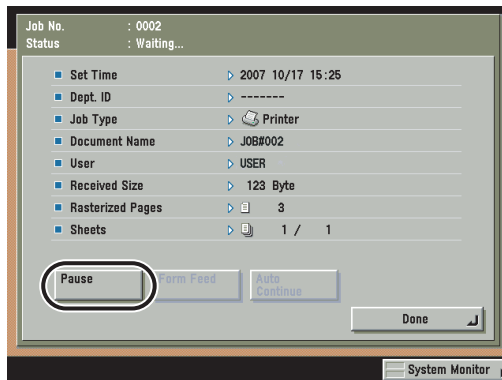 Job No. : 0002
Status : Waiting...
Set Time 2007 10/17 15:25
Dept. ID -------
Job Type Printer
Document Name JOB#002
User USER
Received Size 123 Byte
Rasterized Pages 3
Sheets 1 / 1
Pause Form Feed Auto Continue
Done
System Monitor